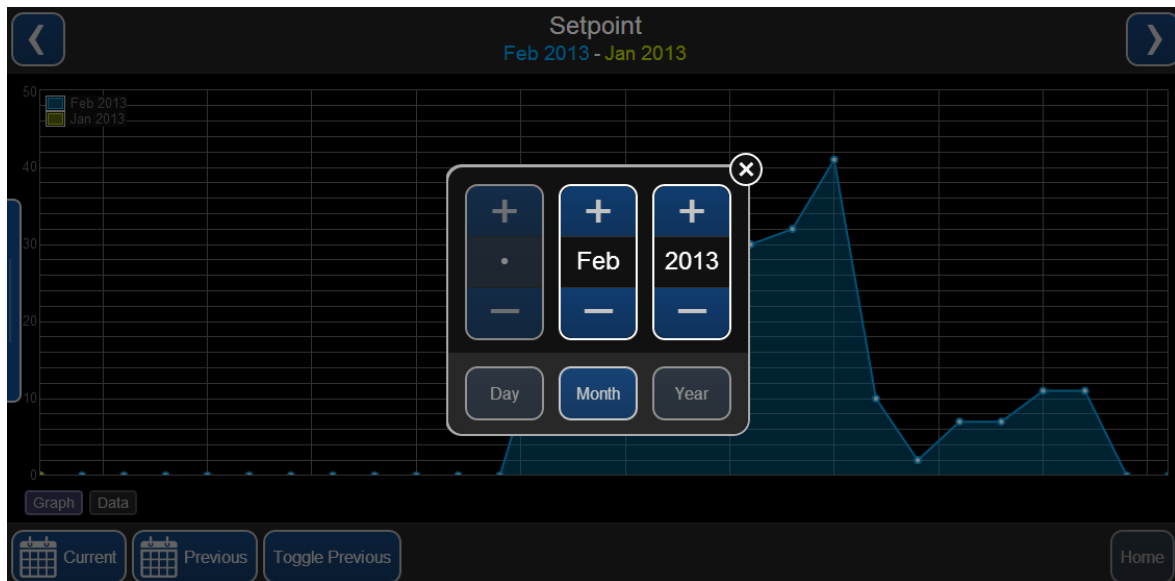 Setpoint
Feb 2013 - Jan 2013
50
Feb 2013
Jan 2013
40
30
20
10
0
Feb
2013
Day
Month
Year
Graph
Data
Current
Previous
Toggle Previous
Home